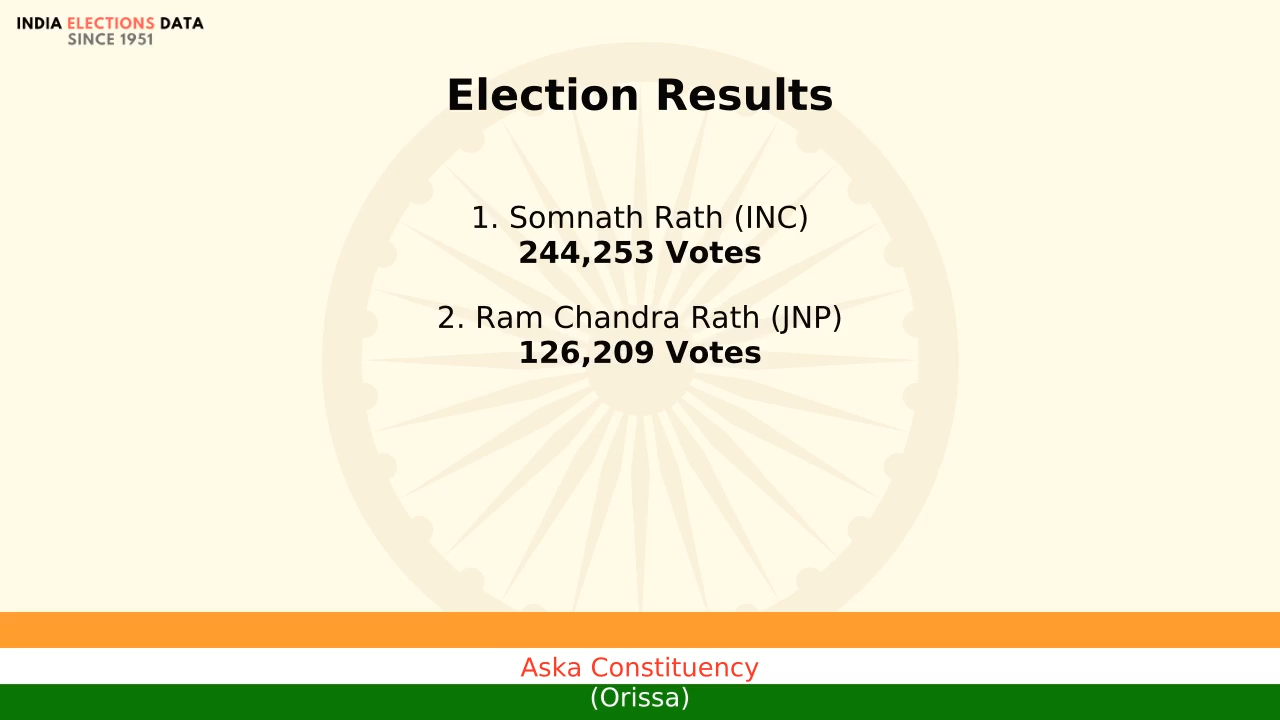 INDIA ELECTIONS DATA
SINCE 1951
Election Results
1. Somnath Rath (INC)
244,253 Votes
2. Ram Chandra Rath (JNP)
126,209 Votes
Aska Constituency
(Orissa)